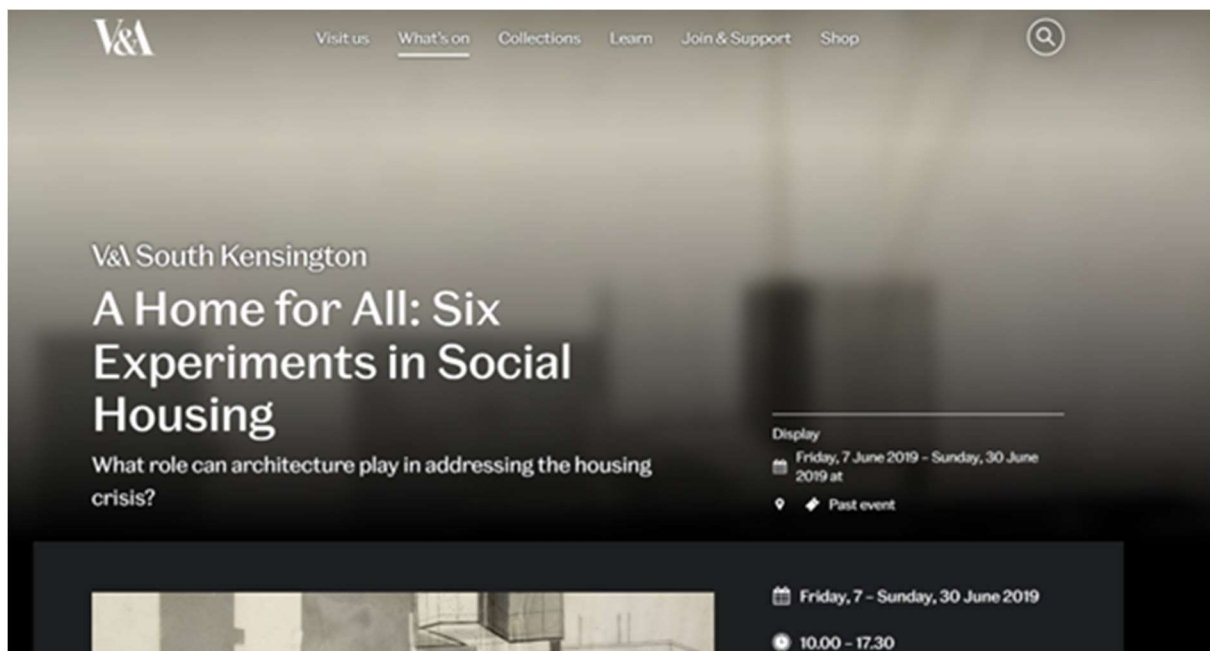 V&A
Visit us What's on Collections Learn Join & Support Shop
V&A South Kensington
A Home for All: Six
Experiments in Social
Housing
What role can architecture play in addressing the housing
crisis?
Display
Friday, 7 June 2019 – Sunday, 30 June
2019 at
Past event
Friday, 7 – Sunday, 30 June 2019
10.00 – 17.30